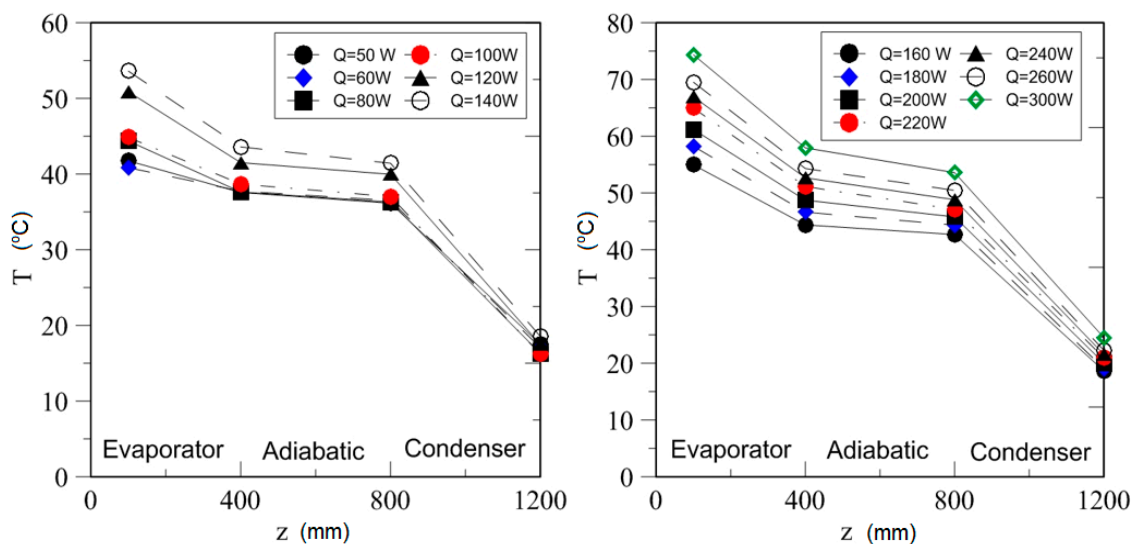 60
50
40
30
20
10
0
T (ºC)
Q=50 W Q=100W
Q=60W Q=120W
Q=80W Q=140W
Evaporator Adiabatic Condenser
0 400 800 1200
z (mm)
80
70
60
50
40
30
20
10
0
T (ºC)
Q=160 W Q=240W
Q=180W Q=260W
Q=200W Q=300W
Q=220W
Evaporator Adiabatic Condenser
0 400 800 1200
z (mm)